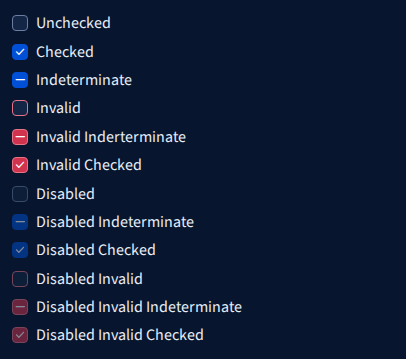 Unchecked
Checked
Indeterminate
Invalid
Invalid Inderterminate
Invalid Checked
Disabled
Disabled Indeterminate
Disabled Checked
Disabled Invalid
Disabled Invalid Indeterminate
Disabled Invalid Checked